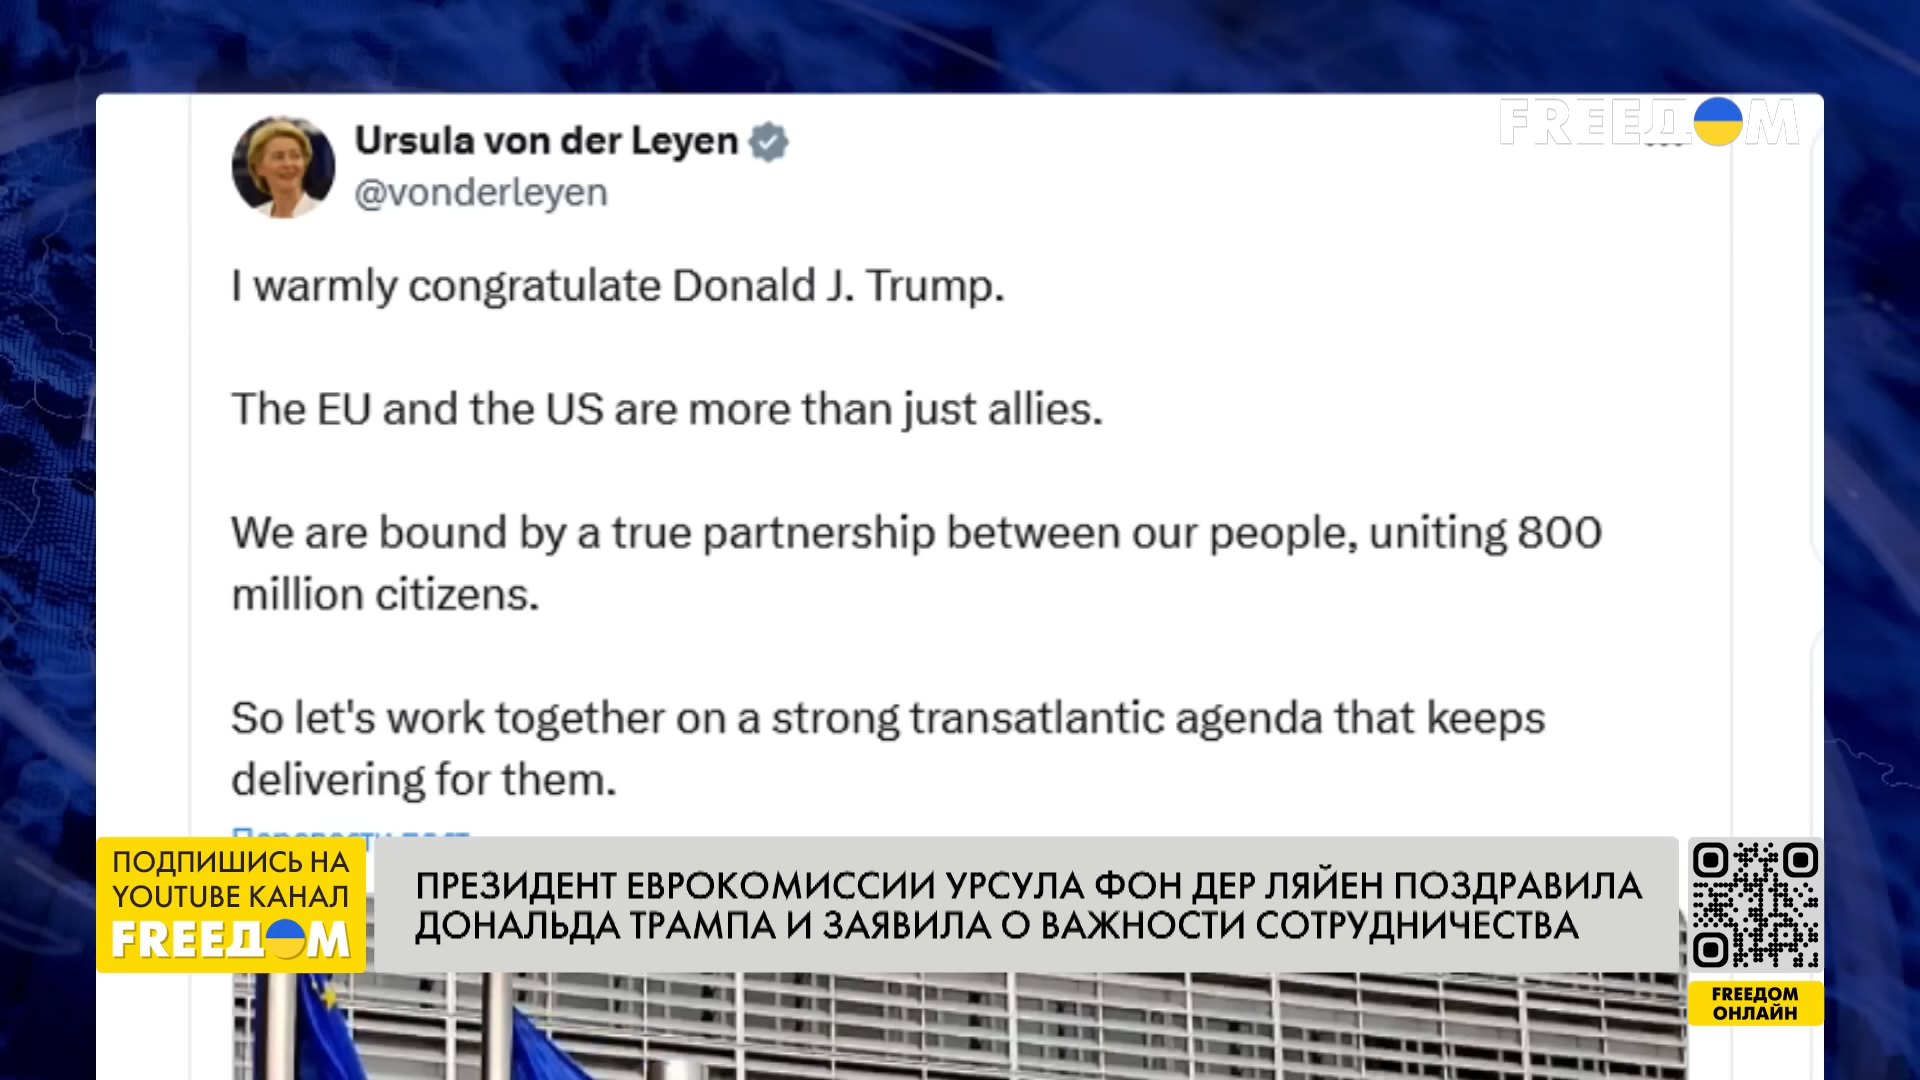 FREEДOM
Ursula von der Leyen
@vonderleyen
I warmly congratulate Donald J. Trump.
The EU and the US are more than just allies.
We are bound by a true partnership between our people, uniting 800
million citizens.
So let's work together on a strong transatlantic agenda that keeps
delivering for them.
Перевести пост
ПОДПИШИСЬ НА
YOUTUBE КАНАЛ
FREEДOM
ПРЕЗИДЕНТ ЕВРОКОМИССИИ УРСУЛА ФОН ДЕР ЛЯЙЕН ПОЗДРАВИЛА
ДОНАЛЬДА ТРАМПА И ЗАЯВИЛА О ВАЖНОСТИ СОТРУДНИЧЕСТВА
FREEДOM
ОНЛАЙН